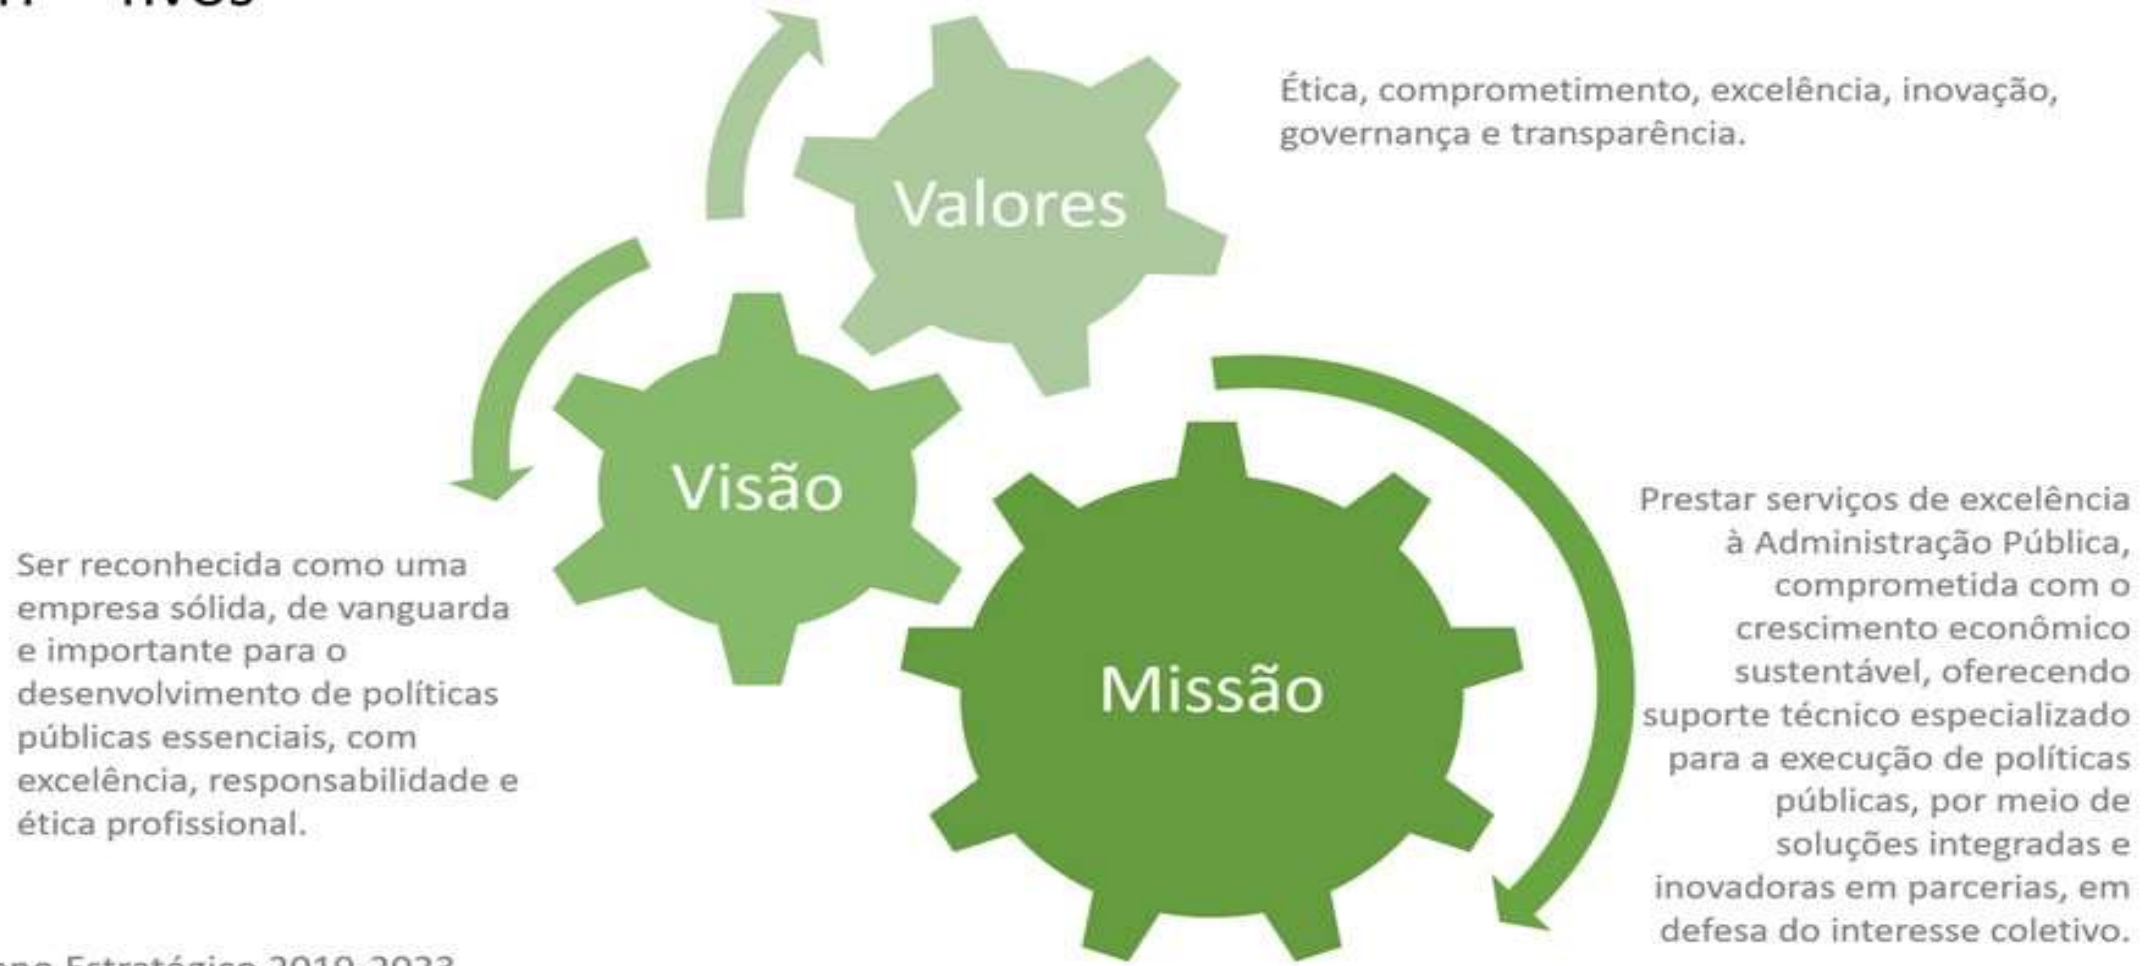 Ética, comprometimento, excelência, inovação,
governança e transparência.
Valores
Visão
Ser reconhecida como uma
empresa sólida, de vanguarda
e importante para o
desenvolvimento de políticas
públicas essenciais, com
excelência, responsabilidade e
ética profissional.
Missão
Prestar serviços de excelência
à Administração Pública,
comprometida com o
crescimento econômico
sustentável, oferecendo
suporte técnico especializado
para a execução de políticas
públicas, por meio de
soluções integradas e
inovadoras em parcerias, em
defesa do interesse coletivo.
Estratégico 2019-2023